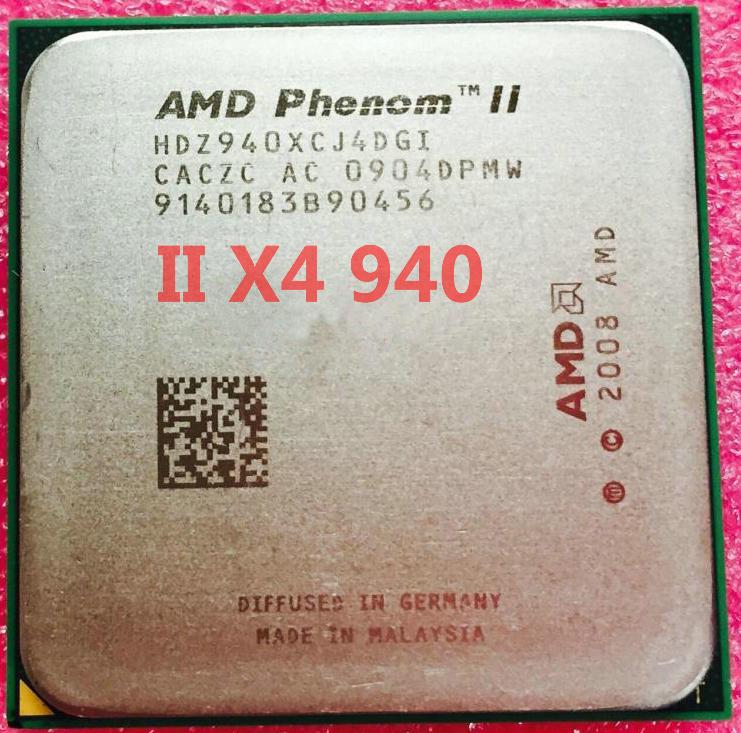 AMD Phenom™ II
HDZ940XCJ4DGI
CACZC AC 0904DPMW
9140183B90456
II X4 940
AMD
ⓜ © 2008 AMD
DIFFUSED IN GERMANY
MADE IN MALAYSIA